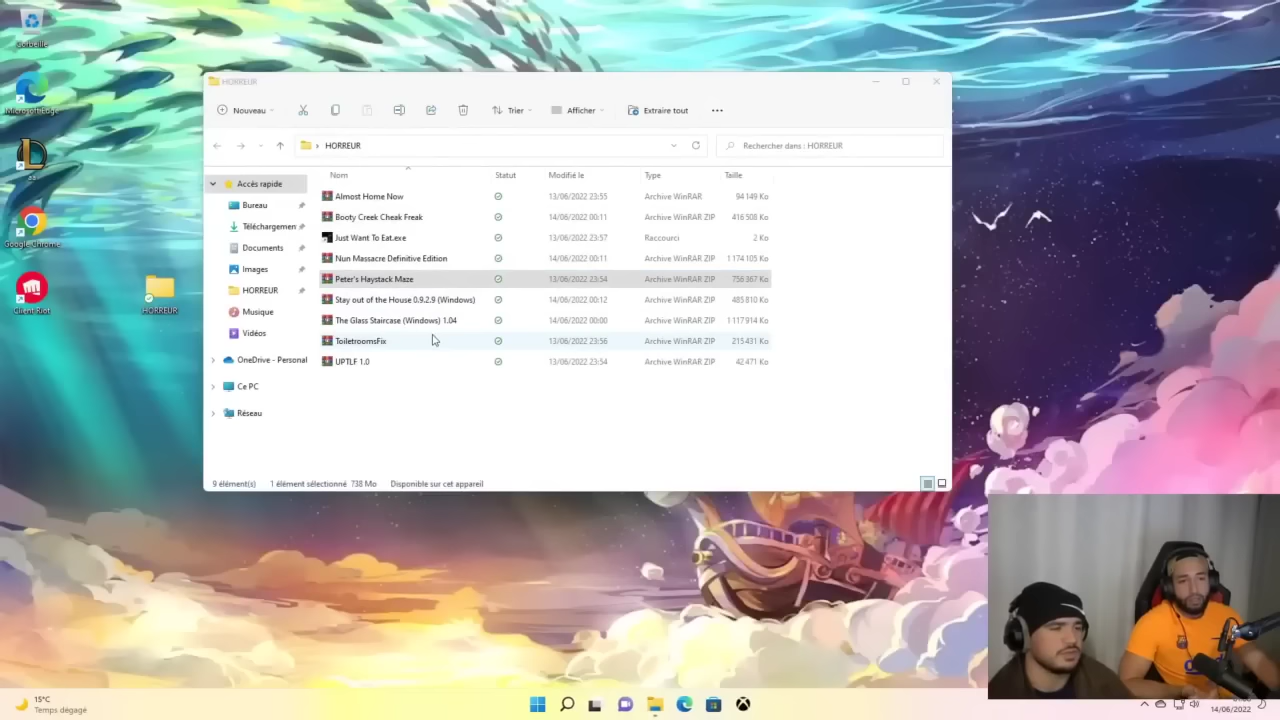 Corbeille
HORREUR
Microsoft Edge
Nouveau
Trier
Afficher
Extraire tout
HORREUR
Rechercher dans : HORREUR
Nom Statut Modifié le Type Taille
Accès rapide
Almost Home Now 13/06/2022 23:55 Archive WinRAR 94 149 Ko
Bureau
Booty Creek Cheak Freak 14/06/2022 00:11 Archive WinRAR ZIP 416 508 Ko
Téléchargemen
Just Want To Eat.exe 13/06/2022 23:57 Raccourci 2 Ko
Google Chrome
Documents
Nun Massacre Definitive Edition 14/06/2022 00:11 Archive WinRAR ZIP 1 174 105 Ko
Images
Peter's Haystack Maze 13/06/2022 23:54 Archive WinRAR ZIP 756 367 Ko
HORREUR
Stay out of the House 0.9.2.9 (Windows) 14/06/2022 00:12 Archive WinRAR ZIP 485 810 Ko
Client Riot
HORREUR
Musique
The Glass Staircase (Windows) 1.04 14/06/2022 00:00 Archive WinRAR ZIP 1 117 914 Ko
Vidéos
ToiletroomsFix 13/06/2022 23:56 Archive WinRAR ZIP 215 431 Ko
OneDrive - Personal
UPTLF 1.0 13/06/2022 23:54 Archive WinRAR ZIP 42 471 Ko
Ce PC
Réseau
9 élément(s) 1 élément sélectionné 738 Mo Disponible sur cet appareil
15°C
Temps dégagé
14/06/2022